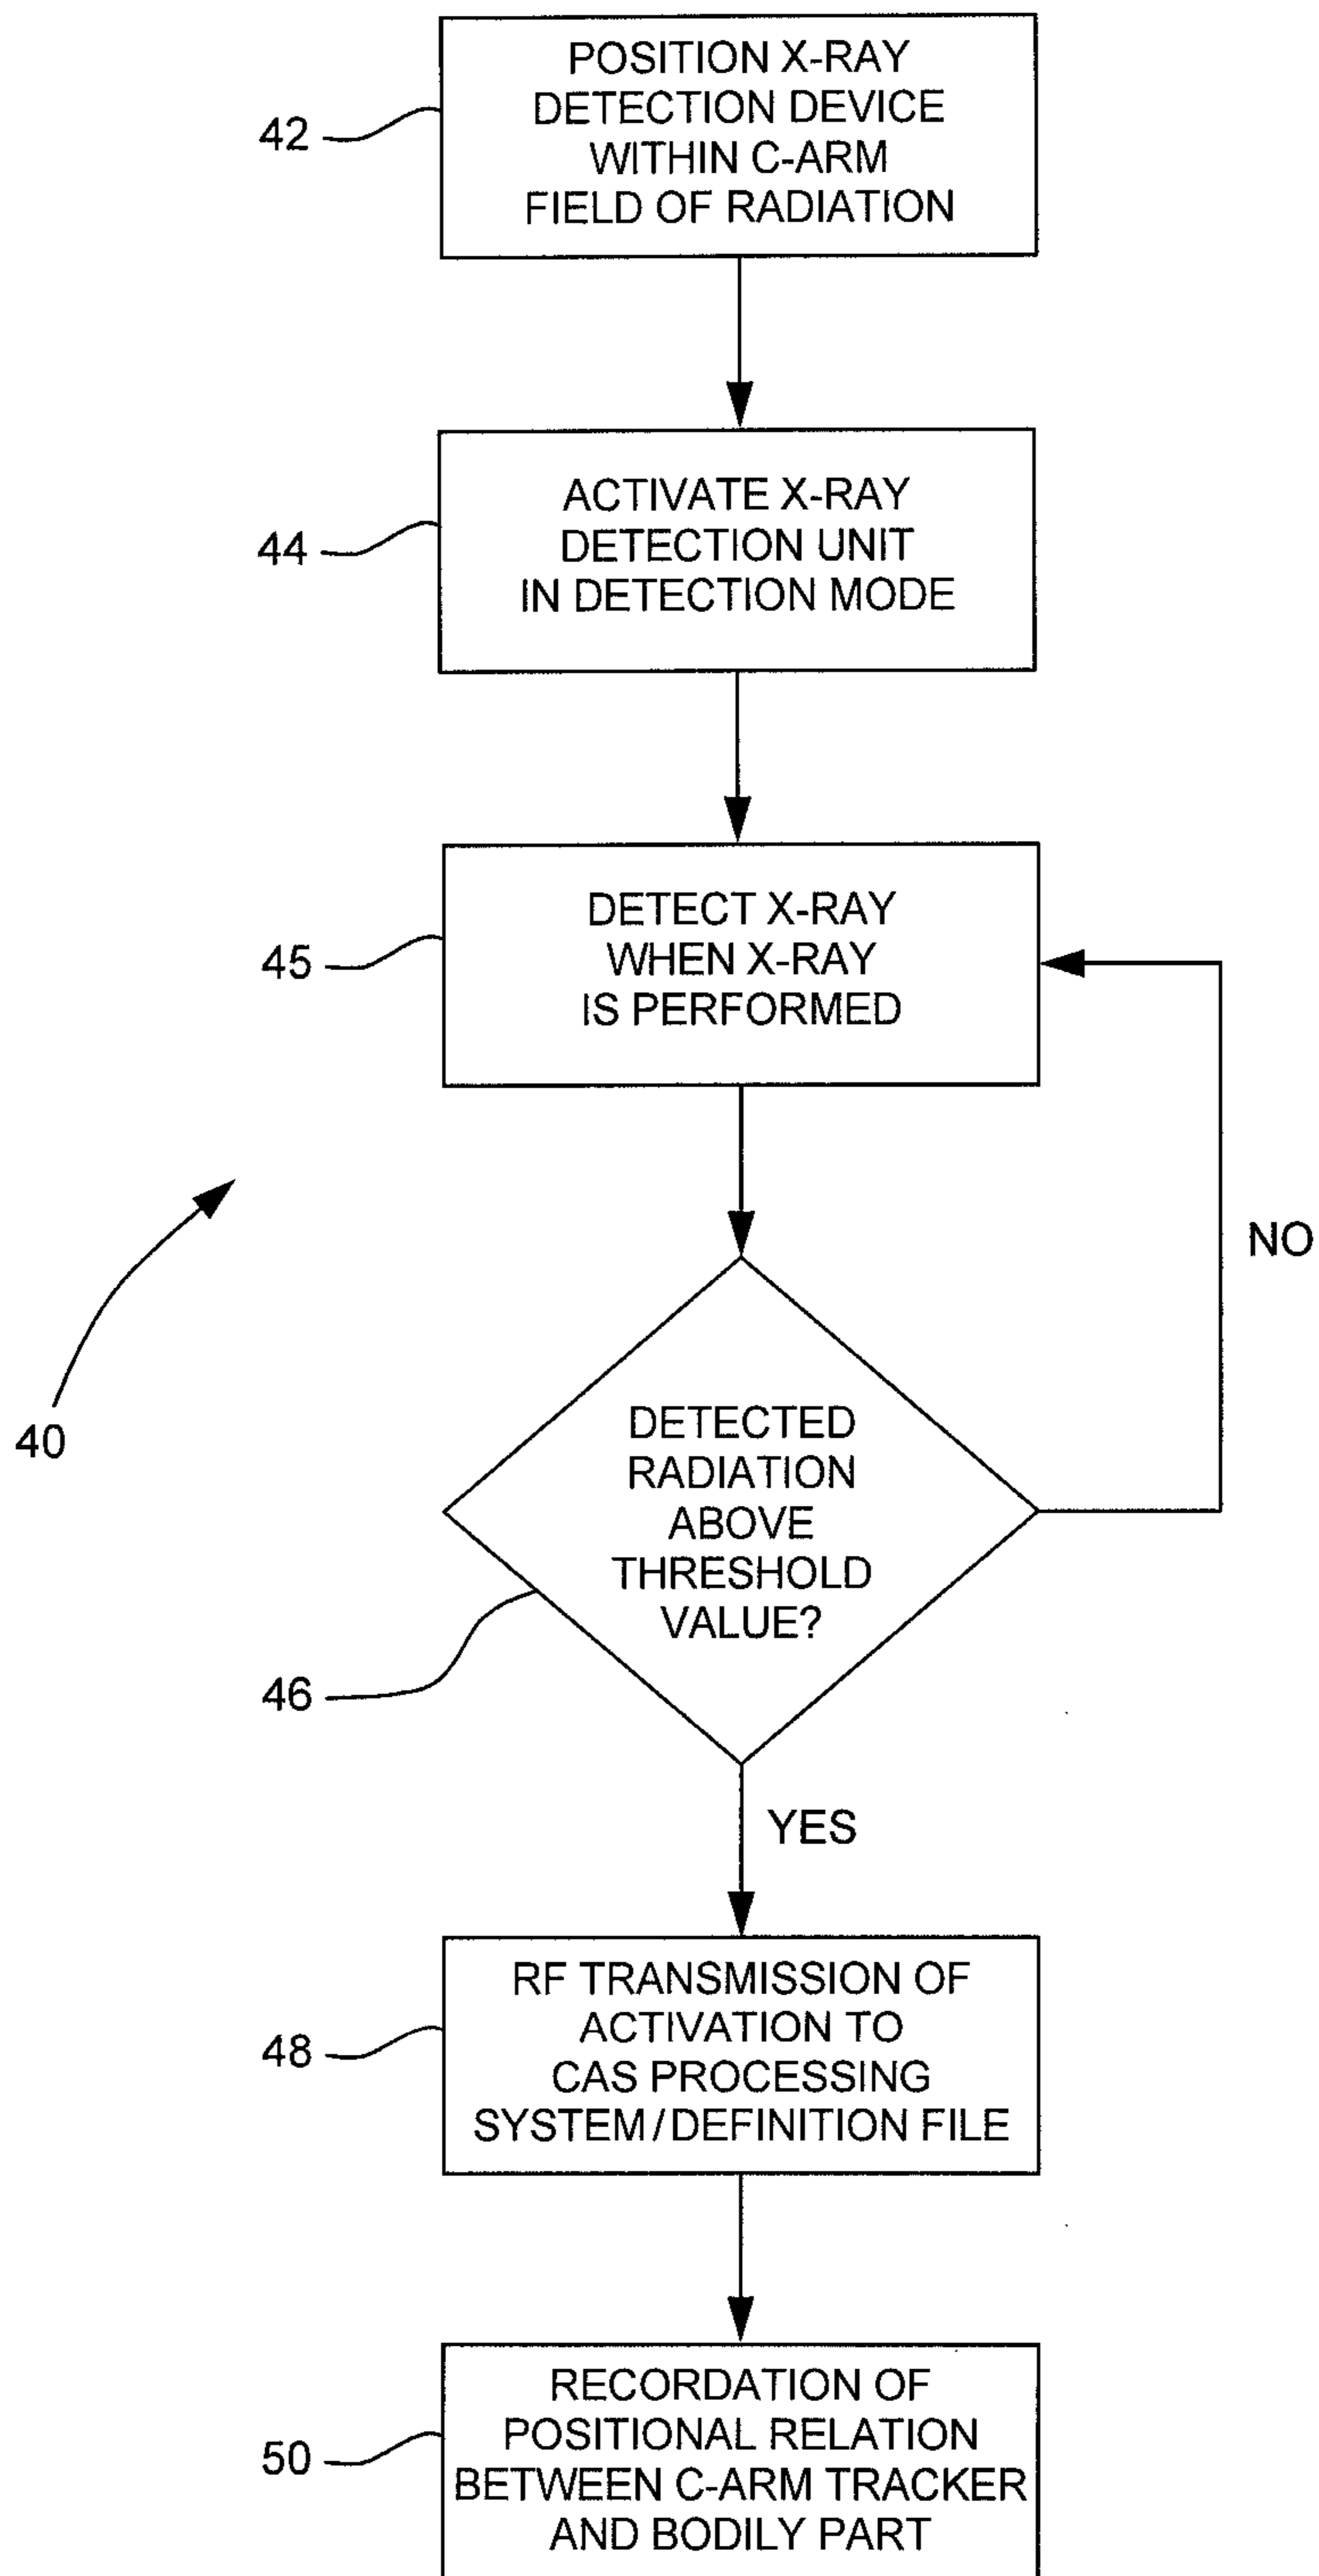 POSITION X-RAY
DETECTION DEVICE
WITHIN C-ARM
FIELD OF RADIATION
42
ACTIVATE X-RAY
DETECTION UNIT
IN DETECTION MODE
44
DETECT X-RAY
WHEN X-RAY
IS PERFORMED
45
NO
40
DETECTED
RADIATION
ABOVE
THRESHOLD
VALUE?
46
YES
RF TRANSMISSION OF
ACTIVATION TO
CAS PROCESSING
SYSTEM/DEFINITION FILE
48
RECORDATION OF
POSITIONAL RELATION
BETWEEN C-ARM TRACKER
AND BODILY PART
50